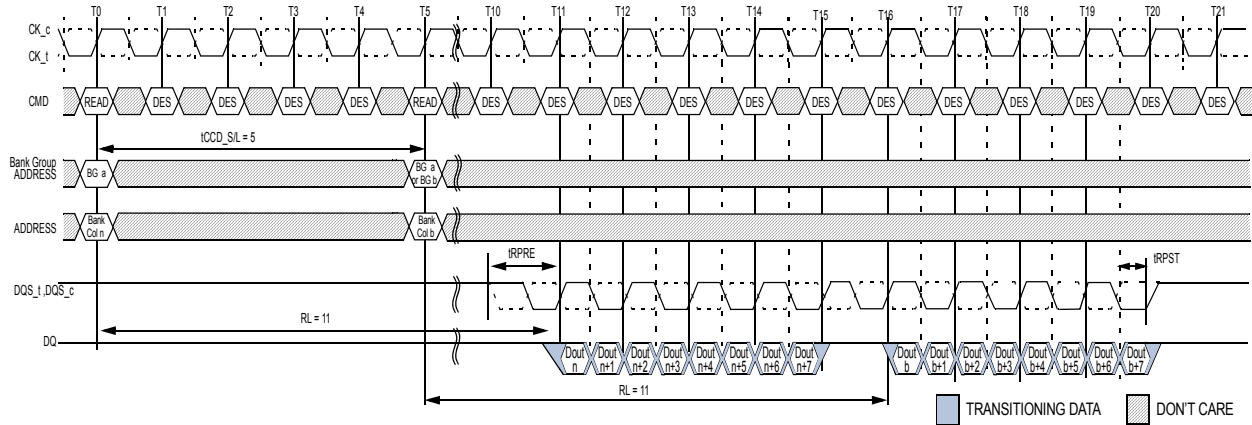 T0 T1 T2 T3 T4 T5 T10 T11 T12 T13 T14 T15 T16 T17 T18 T19 T20 T21
CK_c
CK_t
CMD READ DES DES DES DES READ DES DES DES DES DES DES DES DES DES DES DES DES
tCCD_S/L = 5
Bank Group
ADDRESS
BG a
BG a
or BG b
ADDRESS
Bank
Col n
Bank
Col b
tRPRE
tRPST
DQS_t ,DQS_c
RL = 11
DQ
Dout
n
Dout
n+1
Dout
n+2
Dout
n+3
Dout
n+4
Dout
n+5
Dout
n+6
Dout
n+7
Dout
b
Dout
b+1
Dout
b+2
Dout
b+3
Dout
b+4
Dout
b+5
Dout
b+6
Dout
b+7
RL = 11
TRANSITIONING DATA
DON'T CARE